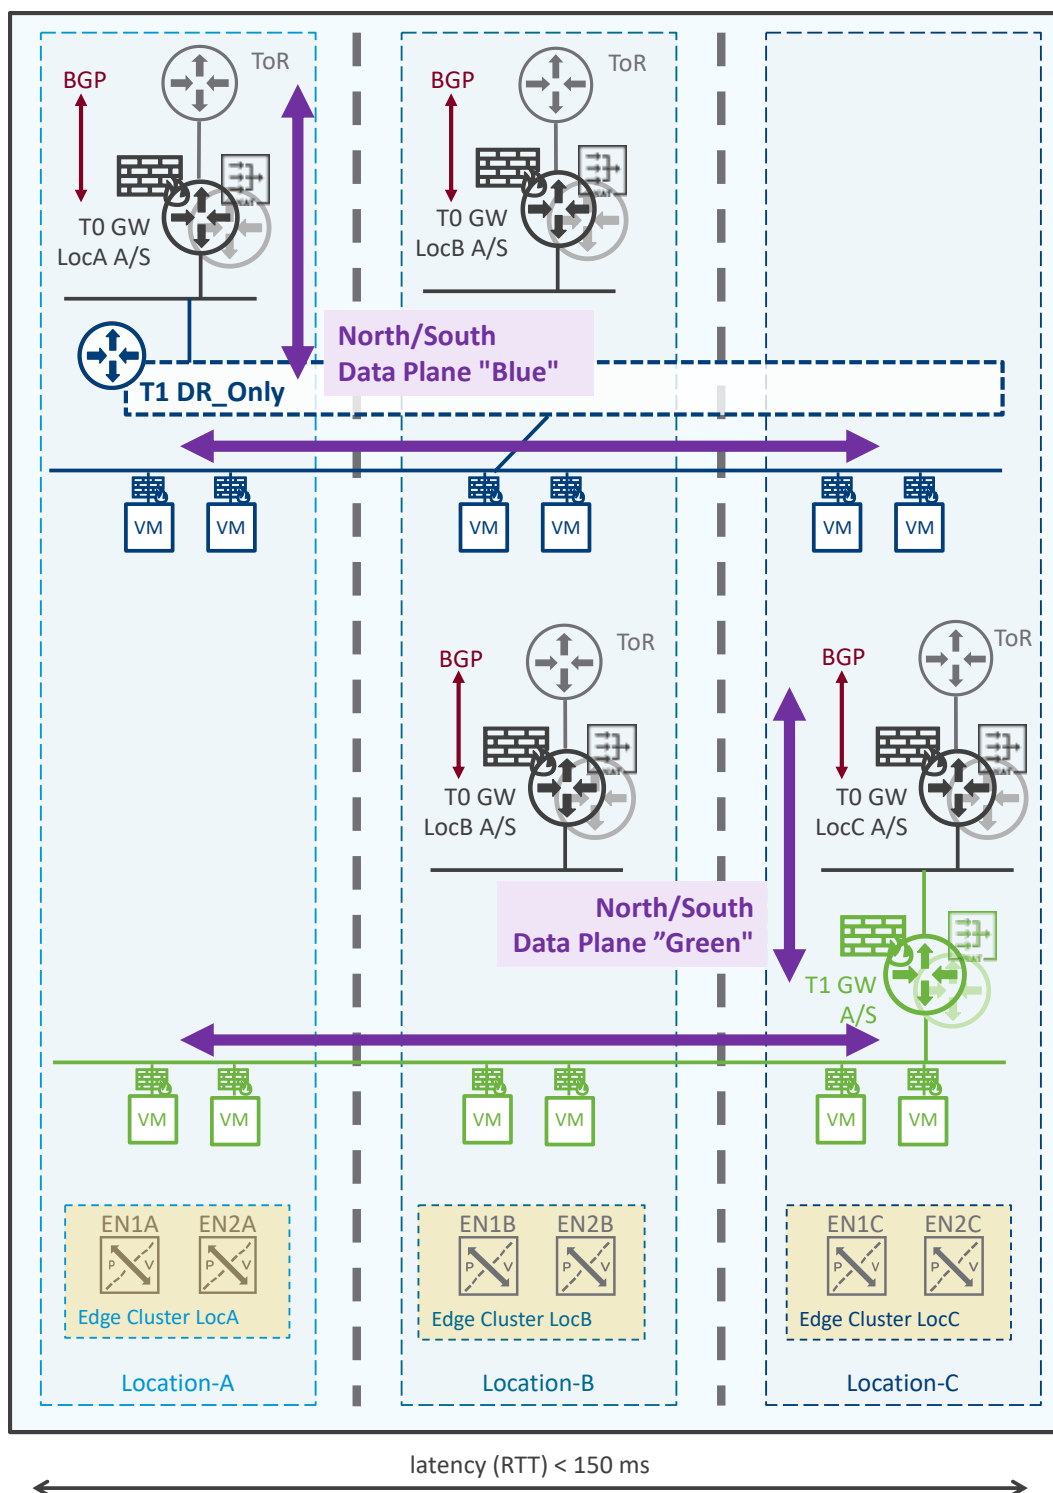 ToR
BGP
T0 GW
LocA A/S
ToR
BGP
T0 GW
LocB A/S
North/South
Data Plane "Blue"
T1 DR_Only
VM
VM
VM
VM
VM
VM
ToR
BGP
T0 GW
LocB A/S
ToR
BGP
T0 GW
LocC A/S
North/South
Data Plane ”Green"
T1 GW
A/S
VM
VM
VM
VM
VM
VM
EN1A EN2A
P V P V
Edge Cluster LocA
EN1B EN2B
P V P V
Edge Cluster LocB
EN1C EN2C
P V P V
Edge Cluster LocC
Location-A
Location-B
Location-C
latency (RTT) < 150 ms